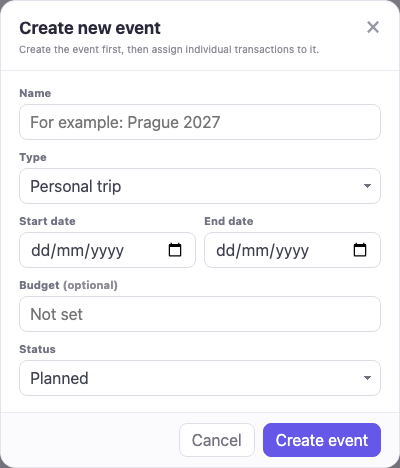 Create new event
Create the event first, then assign individual transactions to it.
Name
For example: Prague 2027
Type
Personal trip
Start date End date
dd/mm/yyyy dd/mm/yyyy
Budget (optional)
Not set
Status
Planned
Cancel Create event